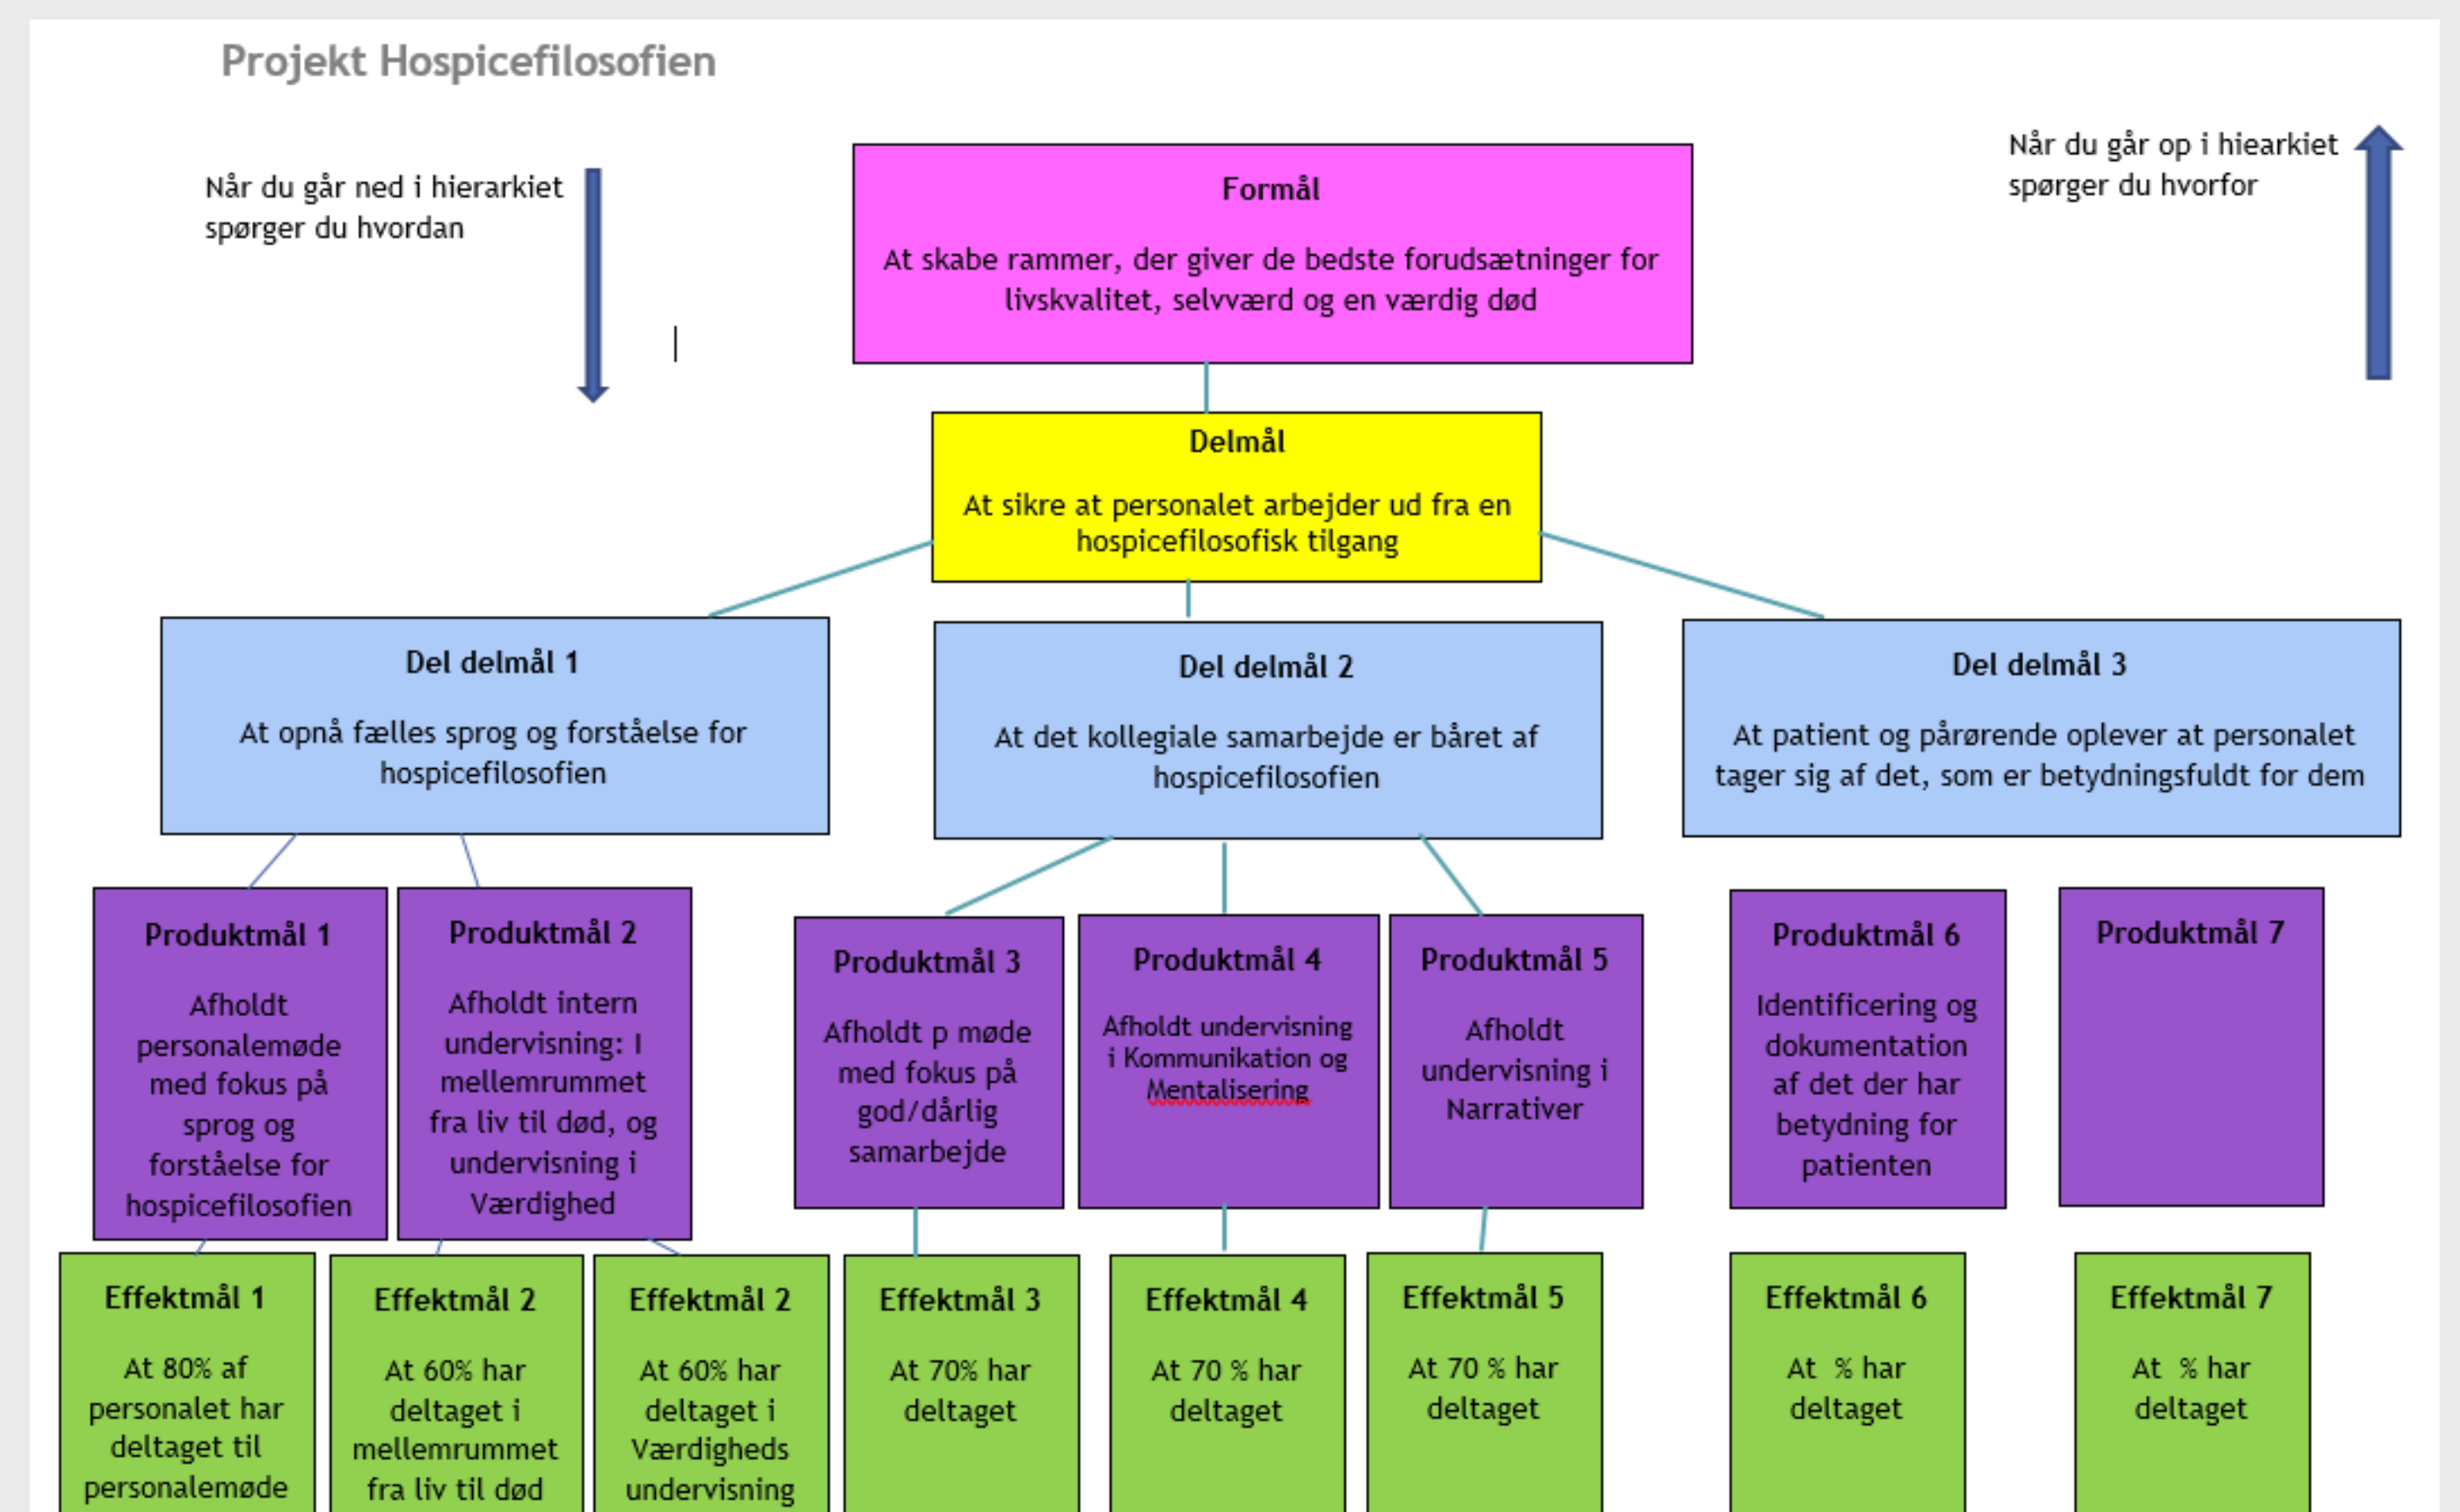 Projekt Hospicefilosofien
Når du går ned i hierarkiet
spørger du hvordan
Når du går op i hiearkiet
spørger du hvorfor
Formål
At skabe rammer, der giver de bedste forudsætninger for
livskvalitet, selvværd og en værdig død
Delmål
At sikre at personalet arbejder ud fra en
hospicefilosofisk tilgang
Del delmål 1
At opnå fælles sprog og forståelse for
hospicefilosofien
Del delmål 2
At det kollegiale samarbejde er båret af
hospicefilosofien
Del delmål 3
At patient og pårørende oplever at personalet
tager sig af det, som er betydningsfuldt for dem
Produktmål 1
Afholdt
personalemøde
med fokus på
sprog og
forståelse for
hospicefilosofien
Produktmål 2
Afholdt intern
undervisning: I
mellemrummet
fra liv til død, og
undervisning i
Værdighed
Produktmål 3
Afholdt p møde
med fokus på
god/dårlig
samarbejde
Produktmål 4
Afholdt undervisning
i Kommunikation og
Mentalisering
Produktmål 5
Afholdt
undervisning i
Narrativer
Produktmål 6
Identificering og
dokumentation
af det der har
betydning for
patienten
Produktmål 7
Effektmål 1
At 80% af
personalet har
deltaget til
personalemøde
Effektmål 2
At 60% har
deltaget i
mellemrummet
fra liv til død
Effektmål 2
At 60% har
deltaget i
Værdigheds
undervisning
Effektmål 3
At 70% har
deltaget
Effektmål 4
At 70 % har
deltaget
Effektmål 5
At 70 % har
deltaget
Effektmål 6
At  % har
deltaget
Effektmål 7
At  % har
deltaget